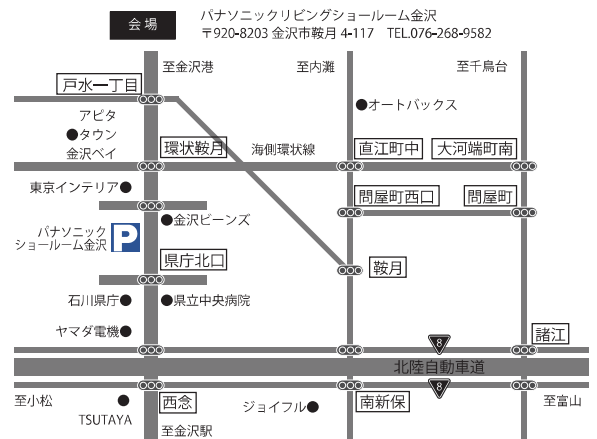 会場
パナソニックリビングショールーム金沢
〒920-8203 金沢市鞍月 4-117 TEL.076-268-9582
至金沢港
至内灘
至千鳥台
戸水一丁目
アピタ
タウン
金沢ベイ
オートバックス
環状鞍月
海側環状線
直江町中
大河端町南
東京インテリア
問屋町西口
問屋町
金沢ビーンズ
パナソニック
ショールーム金沢
P
県庁北口
鞍月
石川県庁
県立中央病院
ヤマダ電機
8
諸江
北陸自動車道
8
至小松
TSUTAYA
西念
ジョイフル
南新保
至富山
至金沢駅